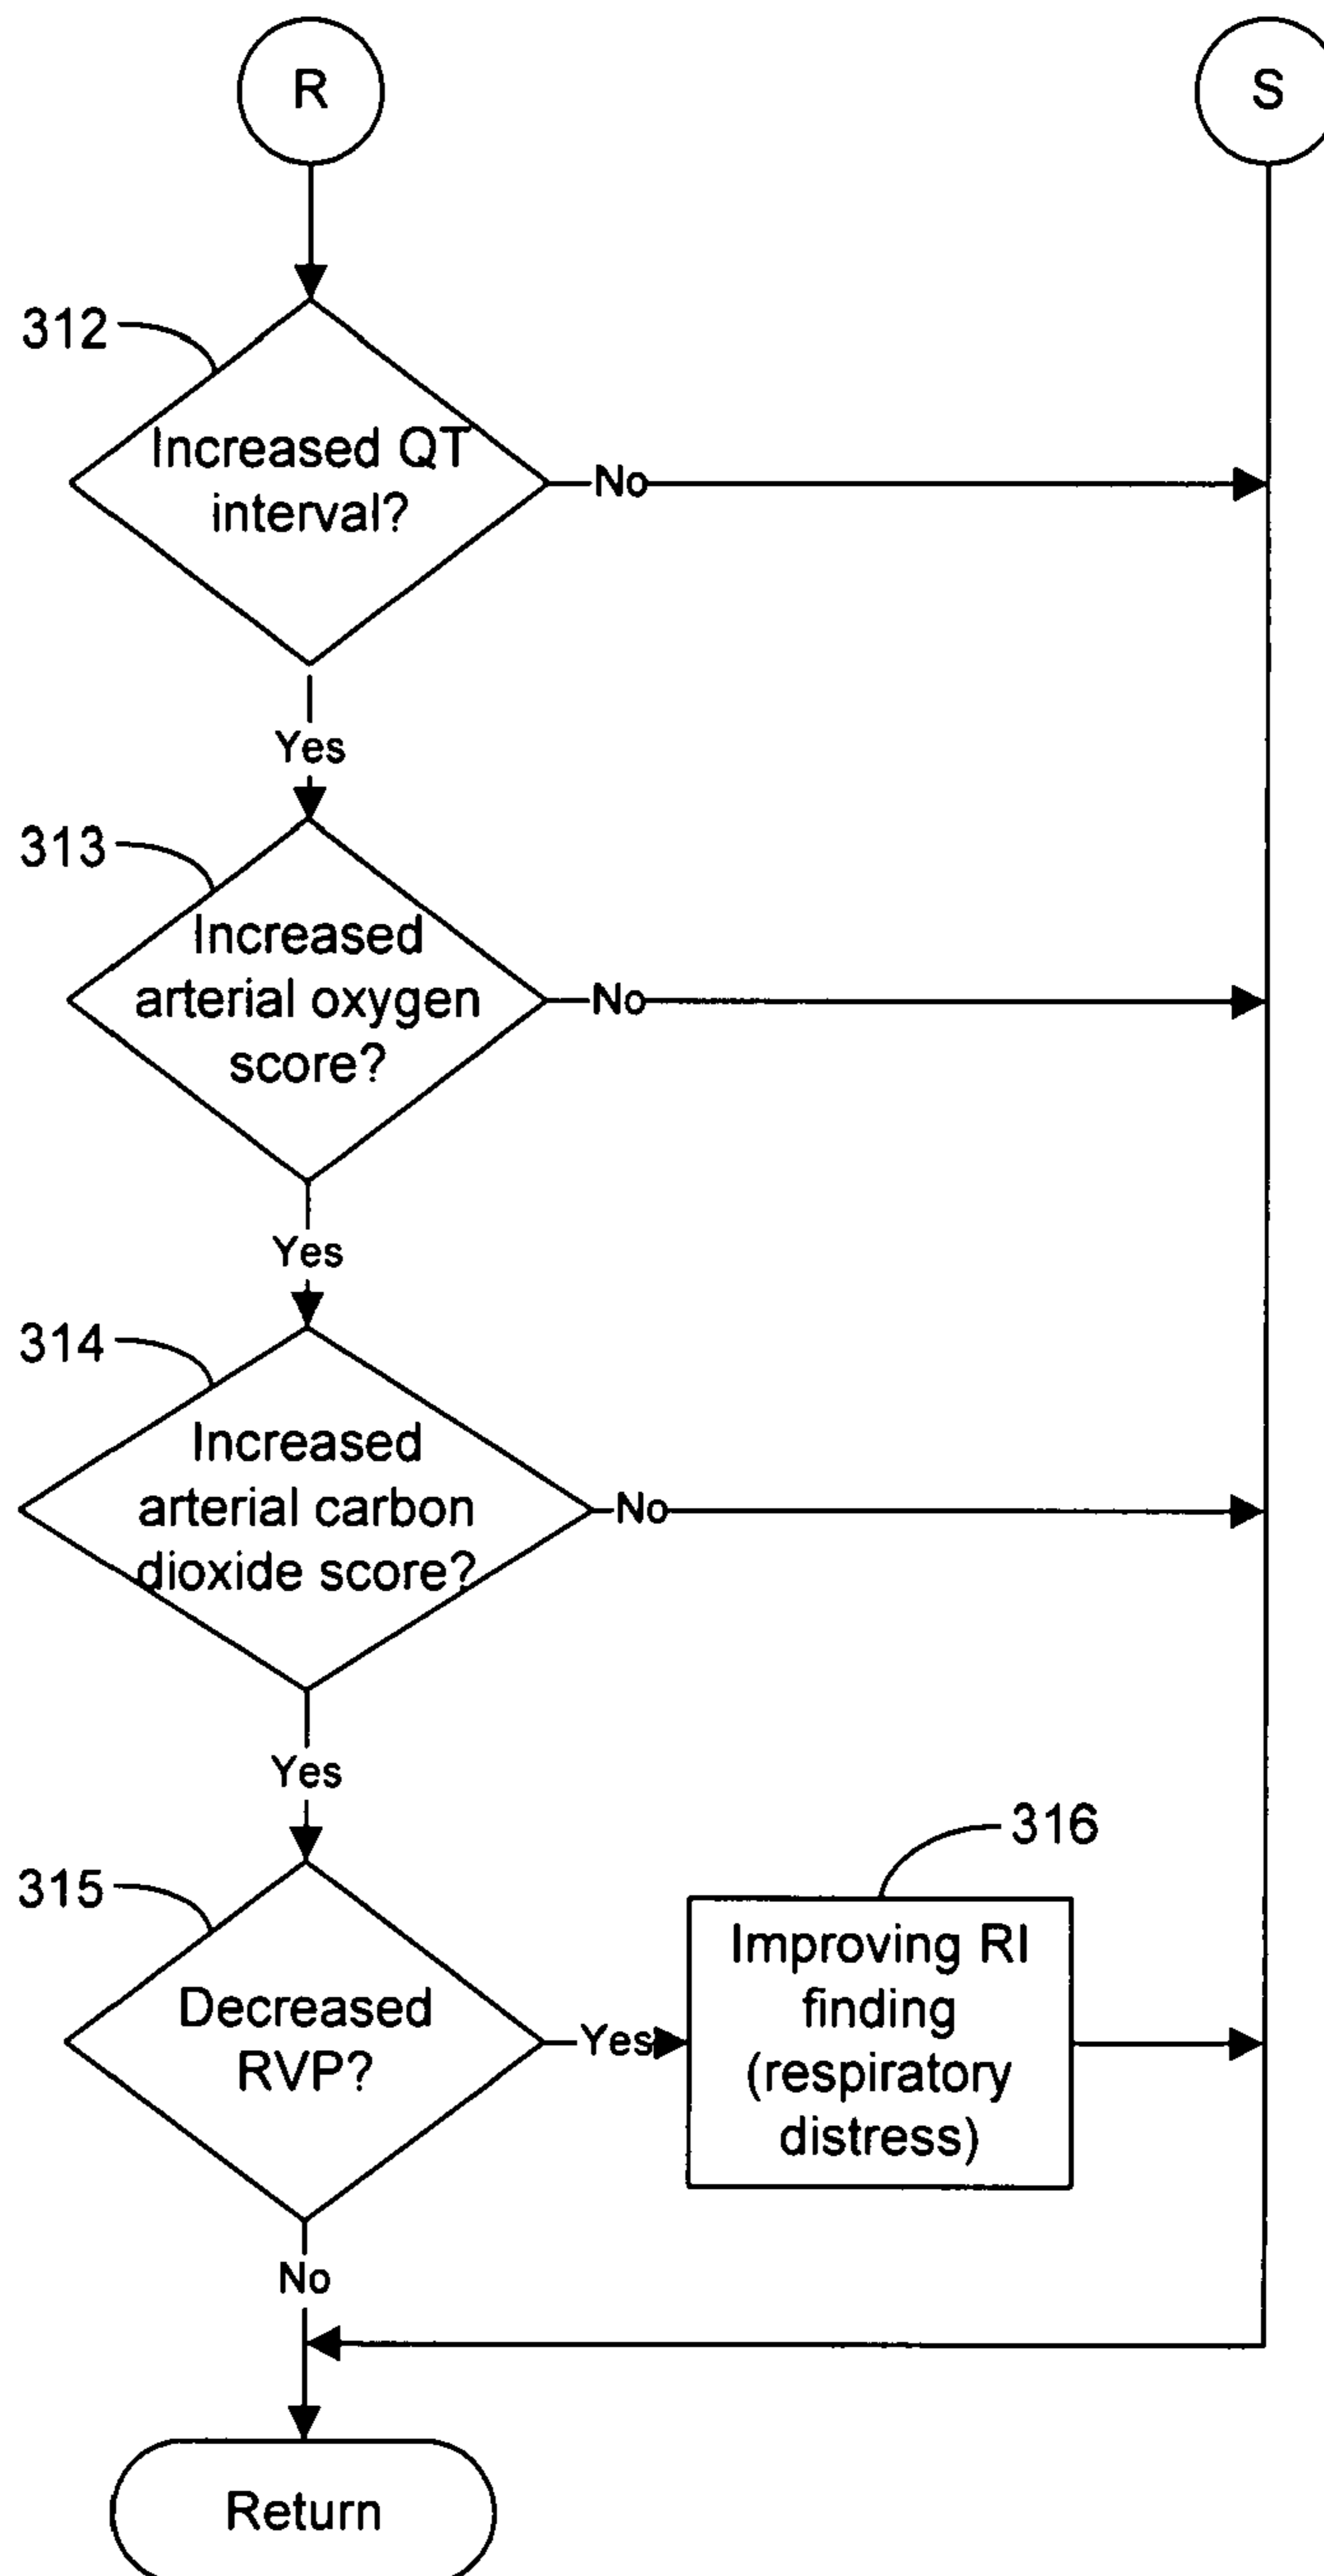 R
S
312
Increased QT
interval?
No
Yes
313
Increased
arterial oxygen
score?
No
Yes
314
Increased
arterial carbon
dioxide score?
No
Yes
315
Decreased
RVP?
Yes
316
Improving RI
finding
(respiratory
distress)
No
Return